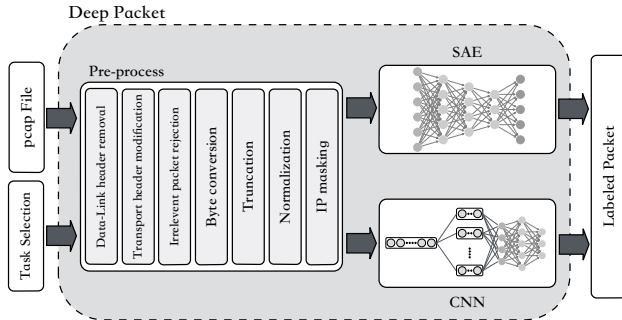 Deep Packet
pcap File
Task Selection
Pre-process
Data-Link header removal
Transport header modification
Irrelevent packet rejection
Byte conversion
Truncation
Normalization
IP masking
SAE
CNN
Labeled Packet